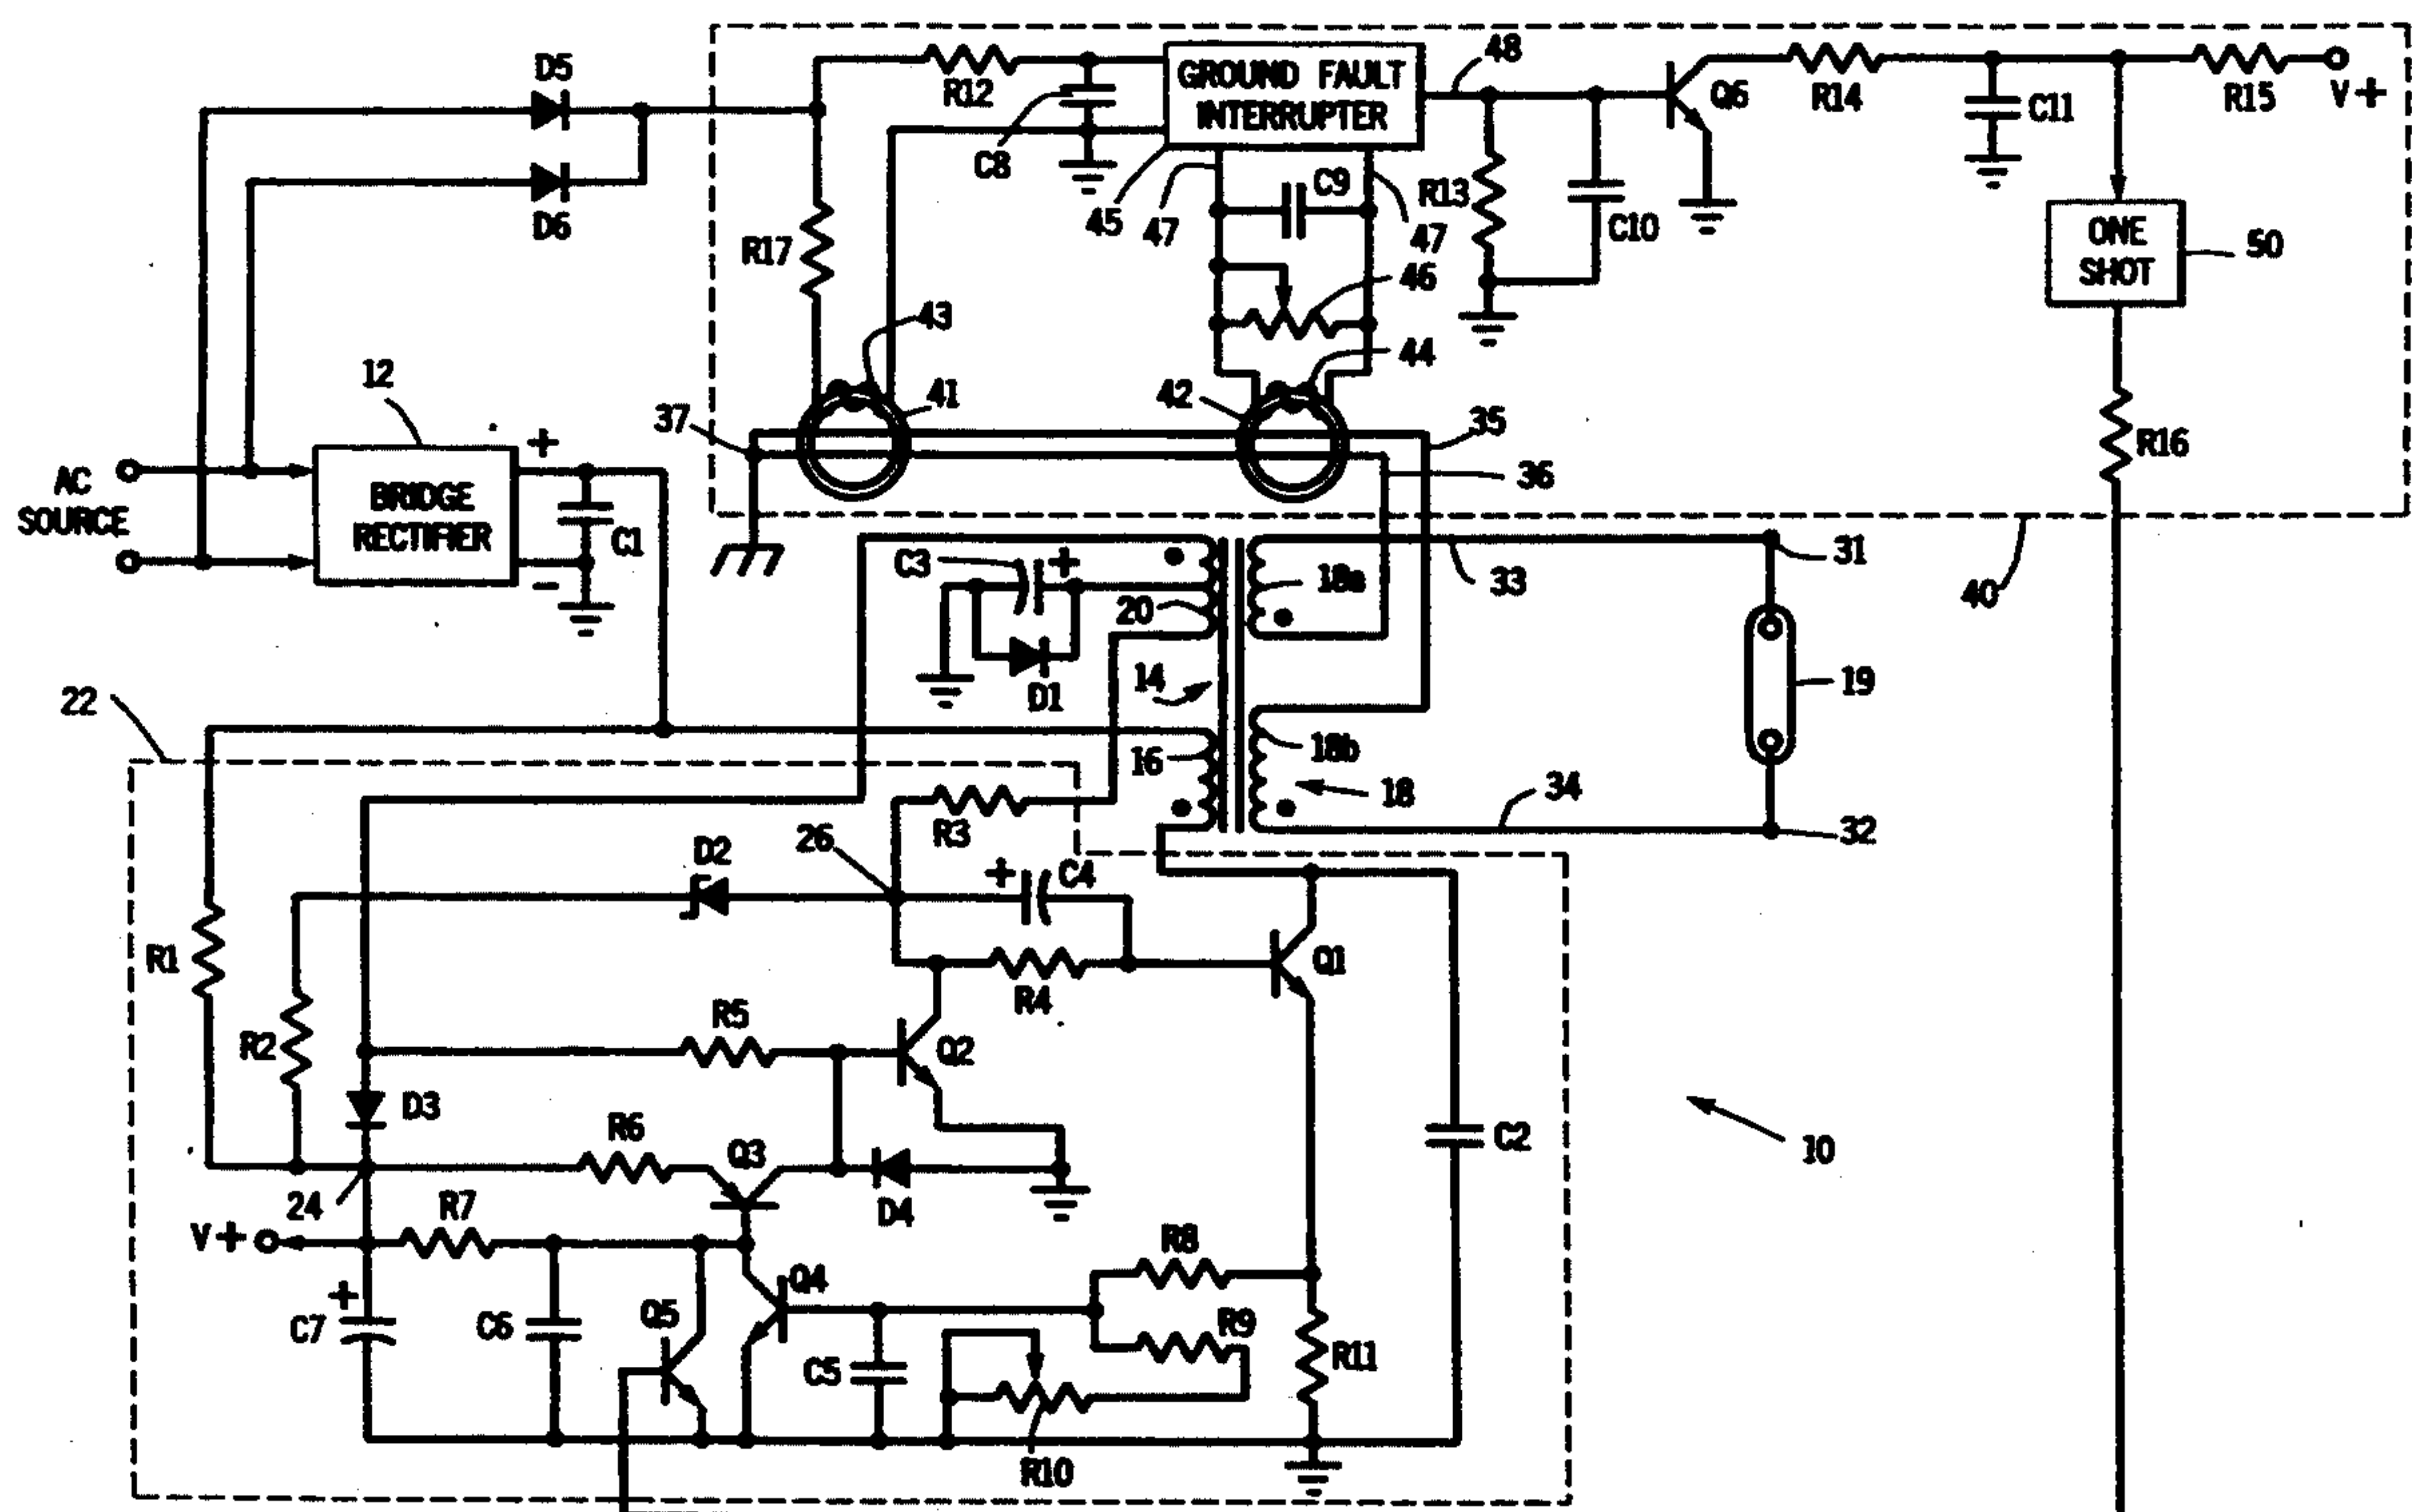 D5
D6
R12
C8
GROUND FAULT
INTERRUPTER
48
Q6
R14
C11
R15
V+
R17
45
47
C9
R13
47
C10
46
ONE
SHOT
50
43
44
12
37
41
42
35
36
R16
AC
SOURCE
BRIDGE
RECTIFIER
+
-
C1
C3
+
20
18a
33
31
40
D1
14
19
22
16
18b
18
34
32
R3
26
D2
+
C4
R1
R4
Q1
R2
R5
Q2
D3
R6
Q3
D4
C2
10
24
R7
V+
+
C7
C6
Q5
Q4
C5
R8
R9
R11
R10